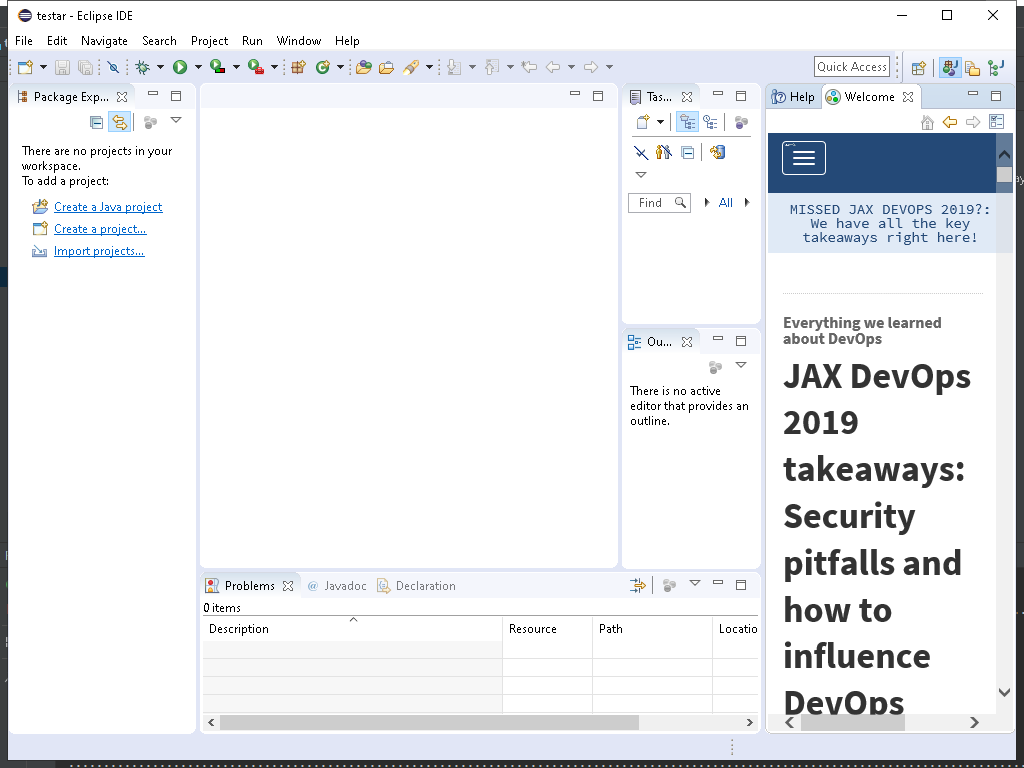 testar - Eclipse IDE
File Edit Navigate Search Project Run Window Help
Quick Access
Package Exp...
There are no projects in your
workspace.
To add a project:
Create a Java project
Create a project...
Import projects...
Tas...
Find
All
Ou...
There is no active
editor that provides an
outline.
Help Welcome
MISSED JAX DEVOPS 2019?:
We have all the key
takeaways right here!
Everything we learned
about DevOps
JAX DevOps
2019
takeaways:
Security
pitfalls and
how to
influence
DevOps
Problems @ Javadoc Declaration
0 items
Description Resource Path Locatio